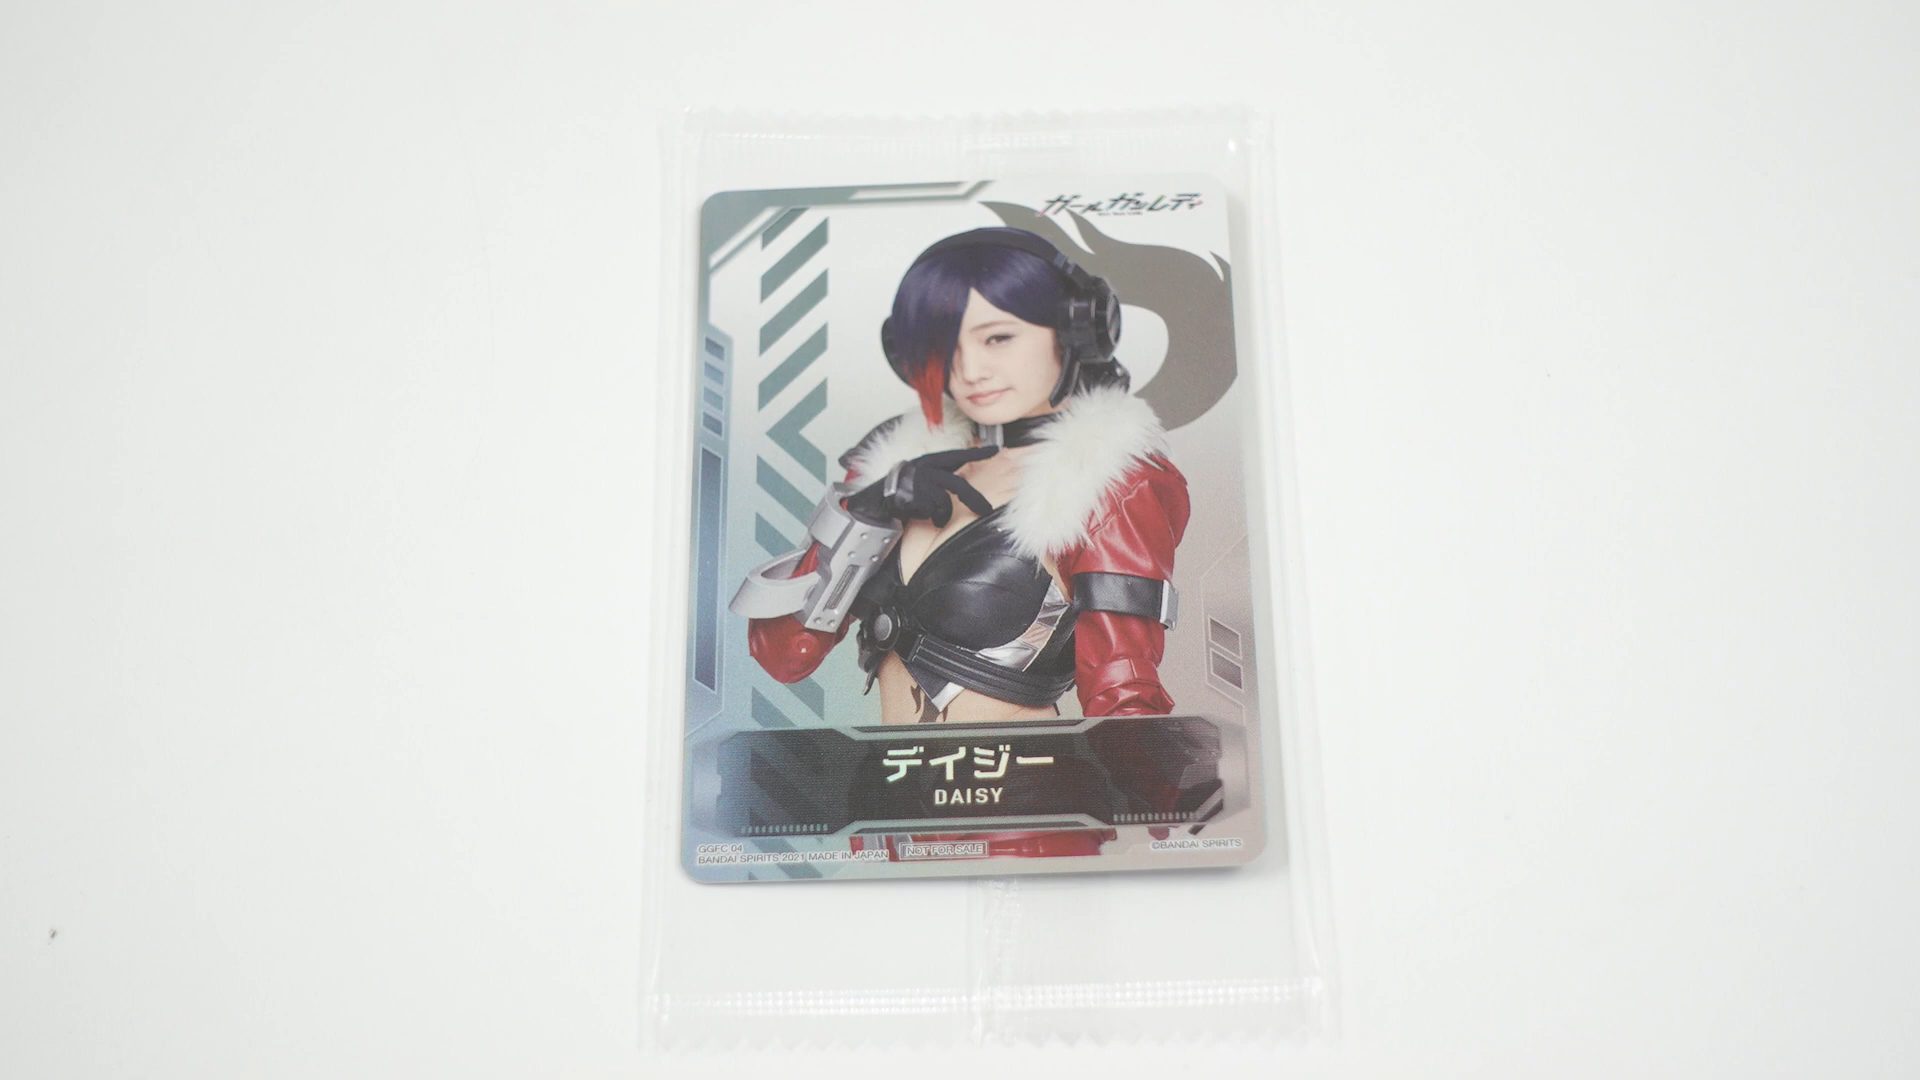 ガールガンレディ
デイジー
DAISY
GGFC 04
BANDAI SPIRITS 2021 MADE IN JAPAN
NOT FOR SALE
©BANDAI SPIRITS